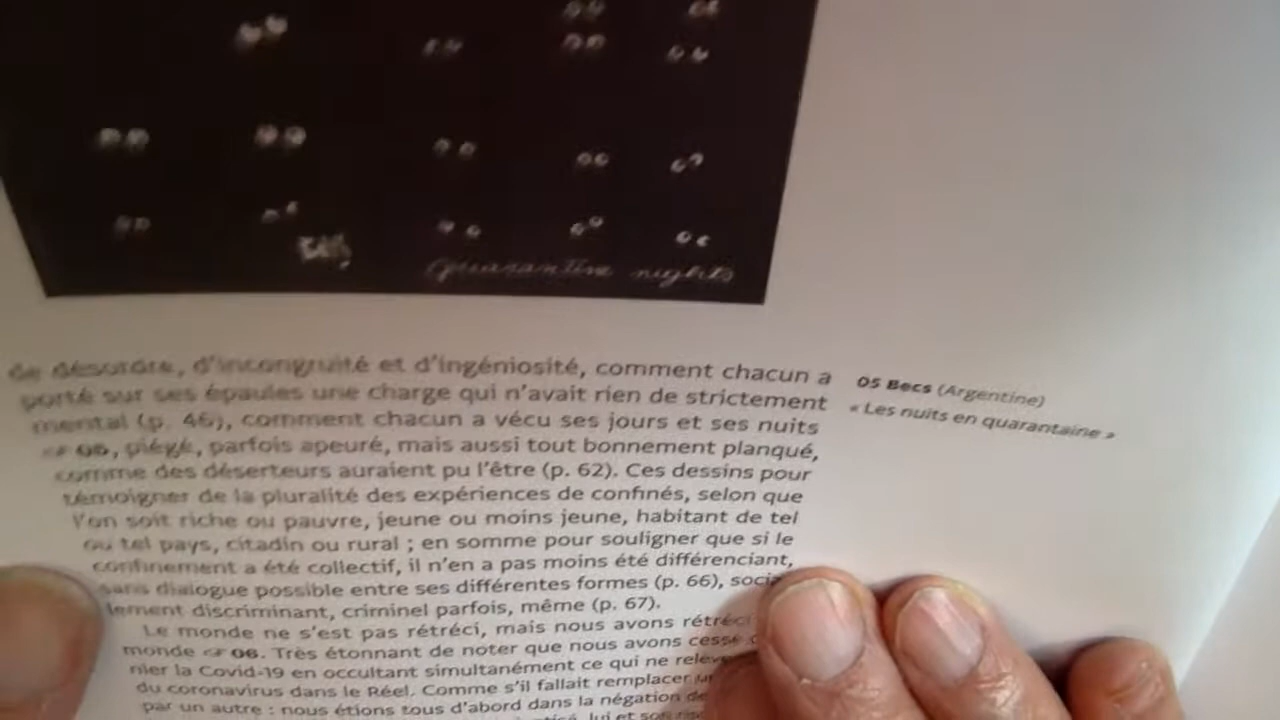 Quarantine nights
de désordre, d'incongruité et d'ingéniosité, comment chacun a
porté sur ses épaules une charge qui n'avait rien de strictement
mental (p. 46), comment chacun a vécu ses jours et ses nuits
☞ 05, piégé, parfois apeuré, mais aussi tout bonnement planqué,
comme des déserteurs auraient pu l'être (p. 62). Ces dessins pour
témoigner de la pluralité des expériences de confinés, selon que
l'on soit riche ou pauvre, jeune ou moins jeune, habitant de tel
ou tel pays, citadin ou rural ; en somme pour souligner que si le
confinement a été collectif, il n'en a pas moins été différenciant,
sans dialogue possible entre ses différentes formes (p. 66), socia
lement discriminant, criminel parfois, même (p. 67).
Le monde ne s'est pas rétréci, mais nous avons rétréci
monde ☞ 06. Très étonnant de noter que nous avons cessé
nier la Covid-19 en occultant simultanément ce qui ne relev
du coronavirus dans le Réel. Comme s'il fallait remplacer
par un autre : nous étions tous d'abord dans la négation de
lui et son
05 Becs (Argentine)
« Les nuits en quarantaine »